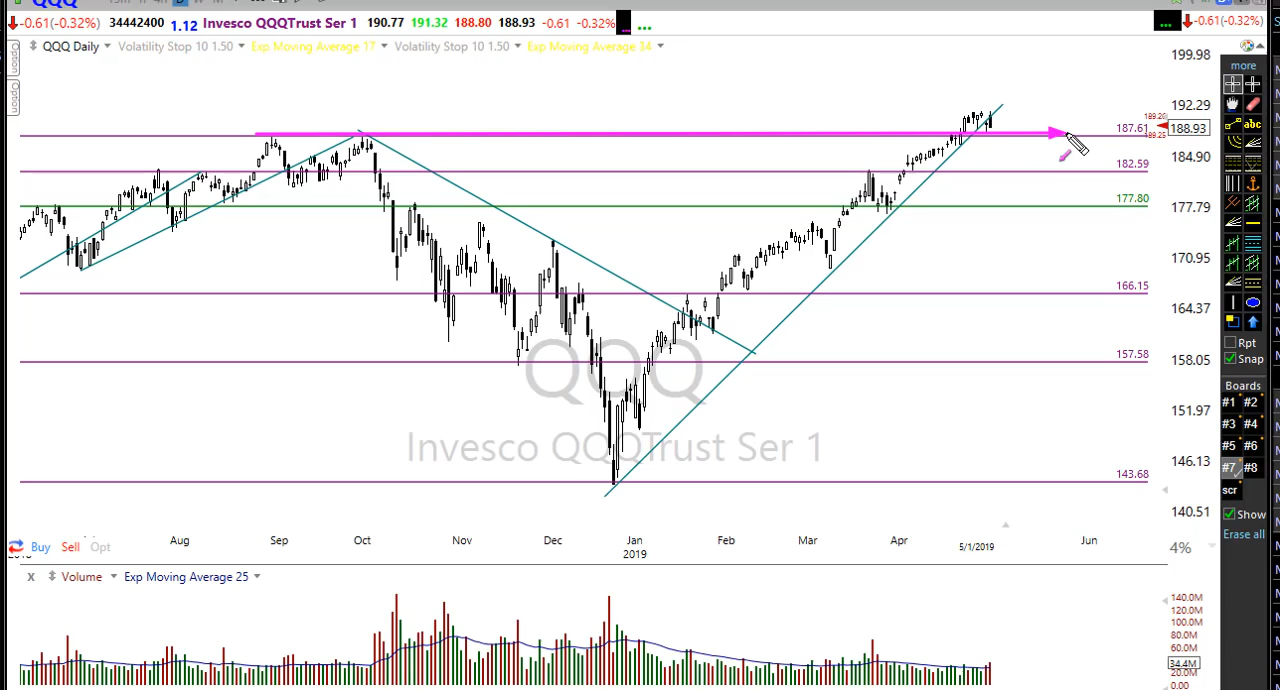 QQQ
-0.61(-0.32%) 34442400 1.12 Invesco QQQTrust Ser 1 190.77 191.32 188.80 188.93 -0.61 -0.32% ... ... -0.61(-0.32%)
QQQ Daily Volatility Stop 10 1.50 Exp Moving Average 17 Volatility Stop 10 1.50 Exp Moving Average 34
Option
Option
199.98
192.29
189.20
188.93
189.25
184.90
177.79
170.95
164.37
158.05
151.97
146.13
140.51
4%
187.61
182.59
177.80
166.15
157.58
143.68
QQQ
Invesco QQQTrust Ser 1
Aug Sep Oct Nov Dec Jan Feb Mar Apr 5/1/2019 Jun
2019
Buy Sell Opt
X Volume Exp Moving Average 25
140.0M
120.0M
100.0M
80.0M
60.0M
34.4M
20.0M
0.00
more
abc
Rpt
Snap
Boards
#1 #2
#3 #4
#5 #6
#7 #8
scr
Show
Erase all